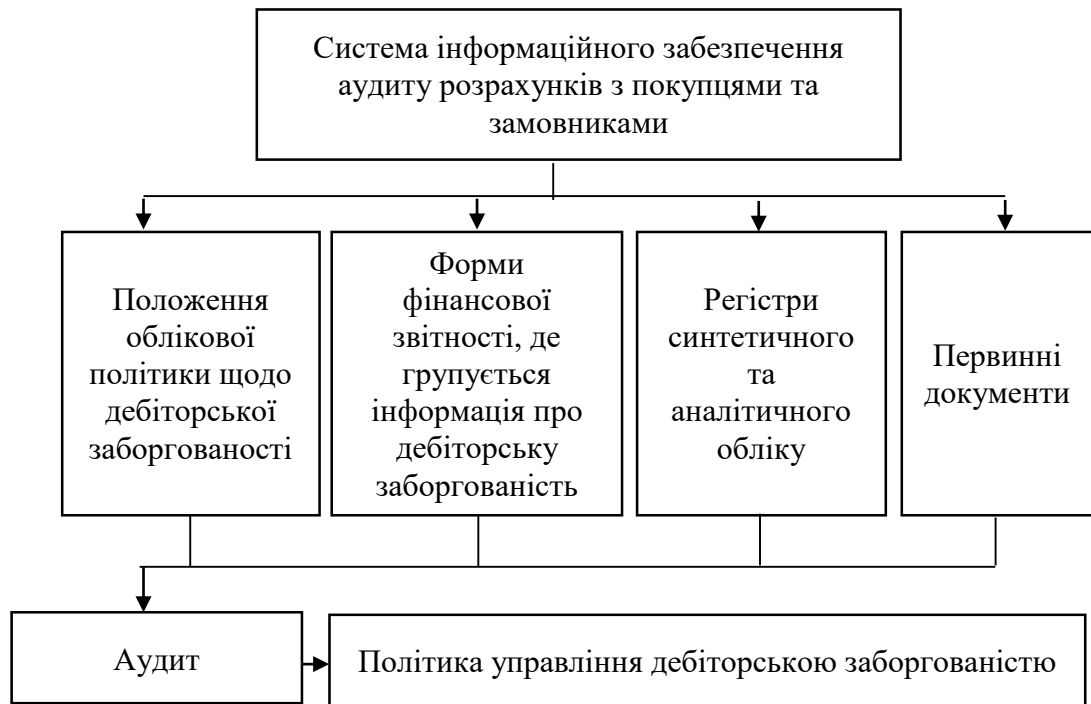 Система інформаційного забезпечення
аудиту розрахунків з покупцями та
замовниками
Положення
облікової
політики щодо
дебіторської
заборгованості
Форми
фінансової
звітності, де
групується
інформація про
дебіторську
заборгованість
Регістри
синтетичного
та
аналітичного
обліку
Первинні
документи
Аудит
Політика управління дебіторською заборгованістю